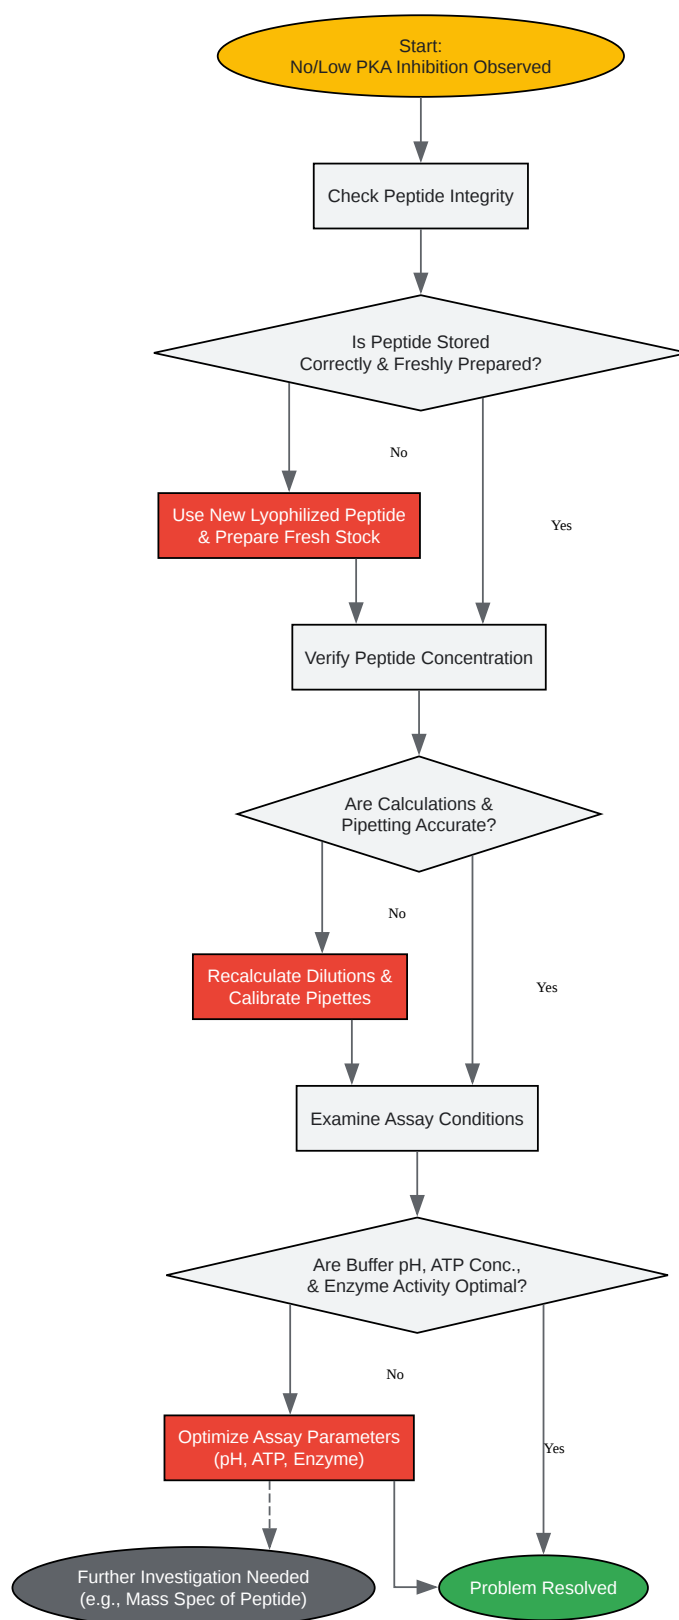 Start:
No/Low PKA Inhibition Observed
Check Peptide Integrity
Is Peptide Stored
Correctly & Freshly Prepared?
No
Use New Lyophilized Peptide
& Prepare Fresh Stock
Yes
Verify Peptide Concentration
Are Calculations &
Pipetting Accurate?
No
Recalculate Dilutions &
Calibrate Pipettes
Yes
Examine Assay Conditions
Are Buffer pH, ATP Conc.,
& Enzyme Activity Optimal?
No
Optimize Assay Parameters
(pH, ATP, Enzyme)
Yes
Further Investigation Needed
(e.g., Mass Spec of Peptide)
Problem Resolved